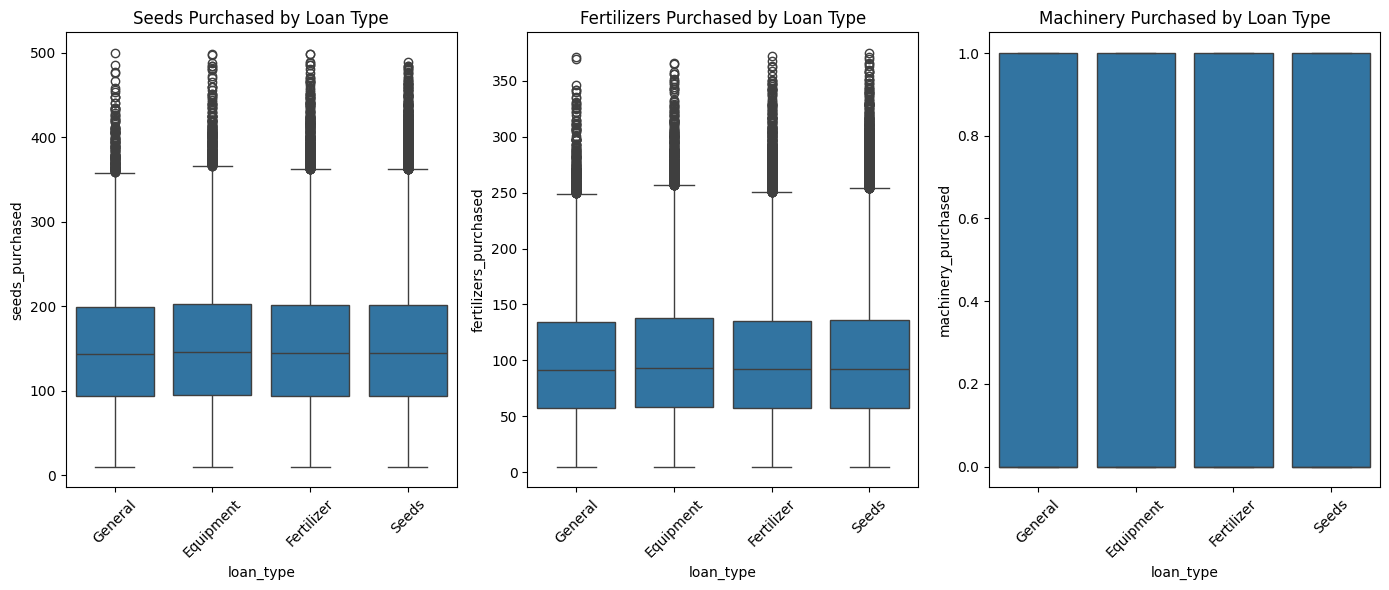 Seeds Purchased by Loan Type
500
400
300
200
100
0
seeds_purchased
General
Equipment
Fertilizer
Seeds
loan_type
Fertilizers Purchased by Loan Type
350
300
250
200
150
100
50
0
fertilizers_purchased
General
Equipment
Fertilizer
Seeds
loan_type
Machinery Purchased by Loan Type
1.0
0.8
0.6
0.4
0.2
0.0
machinery_purchased
General
Equipment
Fertilizer
Seeds
loan_type